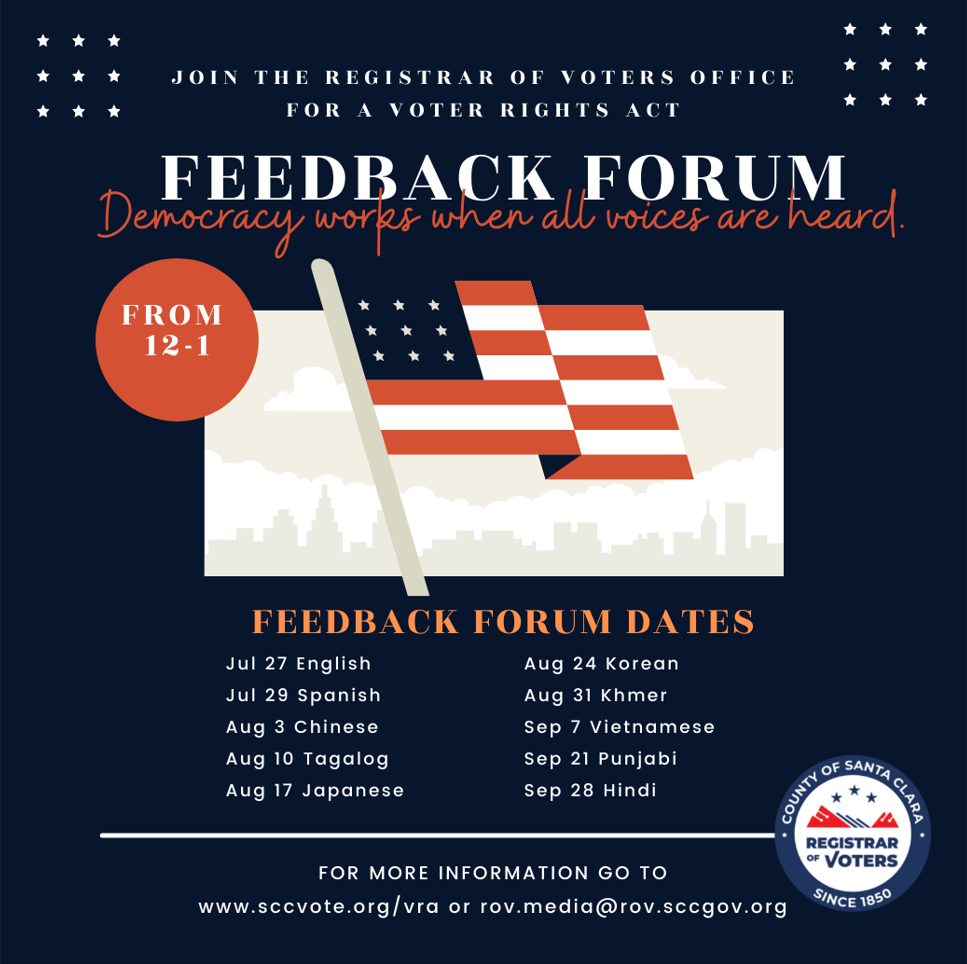 JOIN THE REGISTRAR OF VOTERS OFFICE
FOR A VOTER RIGHTS ACT
FEEDBACK FORUM
Democracy works when all voices are heard.
FROM
12-1
FEEDBACK FORUM DATES
Jul 27 English
Jul 29 Spanish
Aug 3 Chinese
Aug 10 Tagalog
Aug 17 Japanese
Aug 24 Korean
Aug 31 Khmer
Sep 7 Vietnamese
Sep 21 Punjabi
Sep 28 Hindi
COUNTY OF SANTA CLARA
REGISTRAR
OF VOTERS
SINCE 1850
FOR MORE INFORMATION GO TO
www.sccvote.org/vra or rov.media@rov.sccgov.org